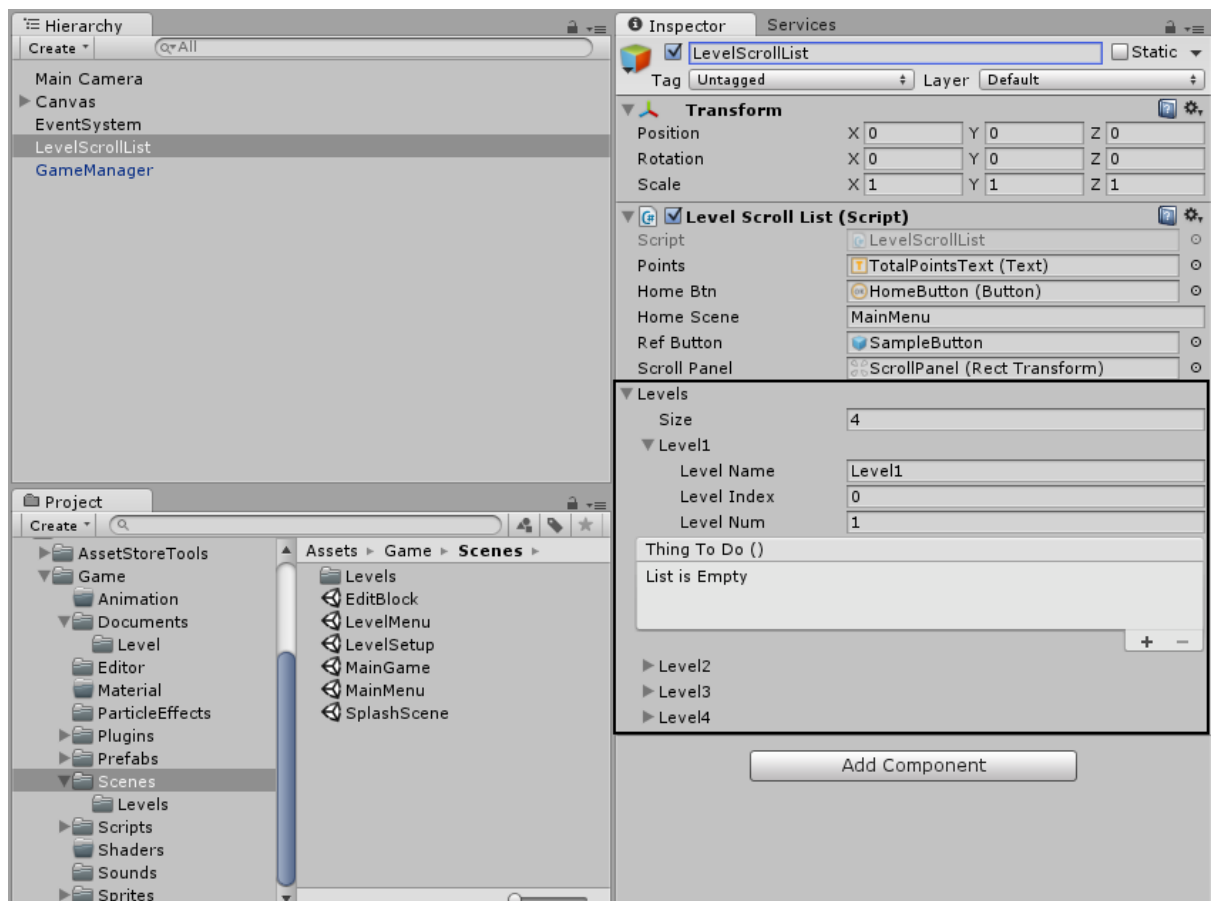 Hierarchy
Create
All
Main Camera
Canvas
EventSystem
LevelScrollList
GameManager
Project
Create
AssetStoreTools
Game
Animation
Documents
Level
Editor
Material
ParticleEffects
Plugins
Prefabs
Scenes
Levels
Scripts
Shaders
Sounds
Sprites
Assets Game Scenes
Levels
EditBlock
LevelMenu
LevelSetup
MainGame
MainMenu
SplashScene
Inspector Services
LevelScrollList Static
Tag Untagged Layer Default
Transform
Position X 0 Y 0 Z 0
Rotation X 0 Y 0 Z 0
Scale X 1 Y 1 Z 1
Level Scroll List (Script)
Script LevelScrollList
Points TotalPointsText (Text)
Home Btn HomeButton (Button)
Home Scene MainMenu
Ref Button SampleButton
Scroll Panel ScrollPanel (Rect Transform)
Levels
Size 4
Level1
Level Name Level1
Level Index 0
Level Num 1
Thing To Do ()
List is Empty
+ −
Level2
Level3
Level4
Add Component